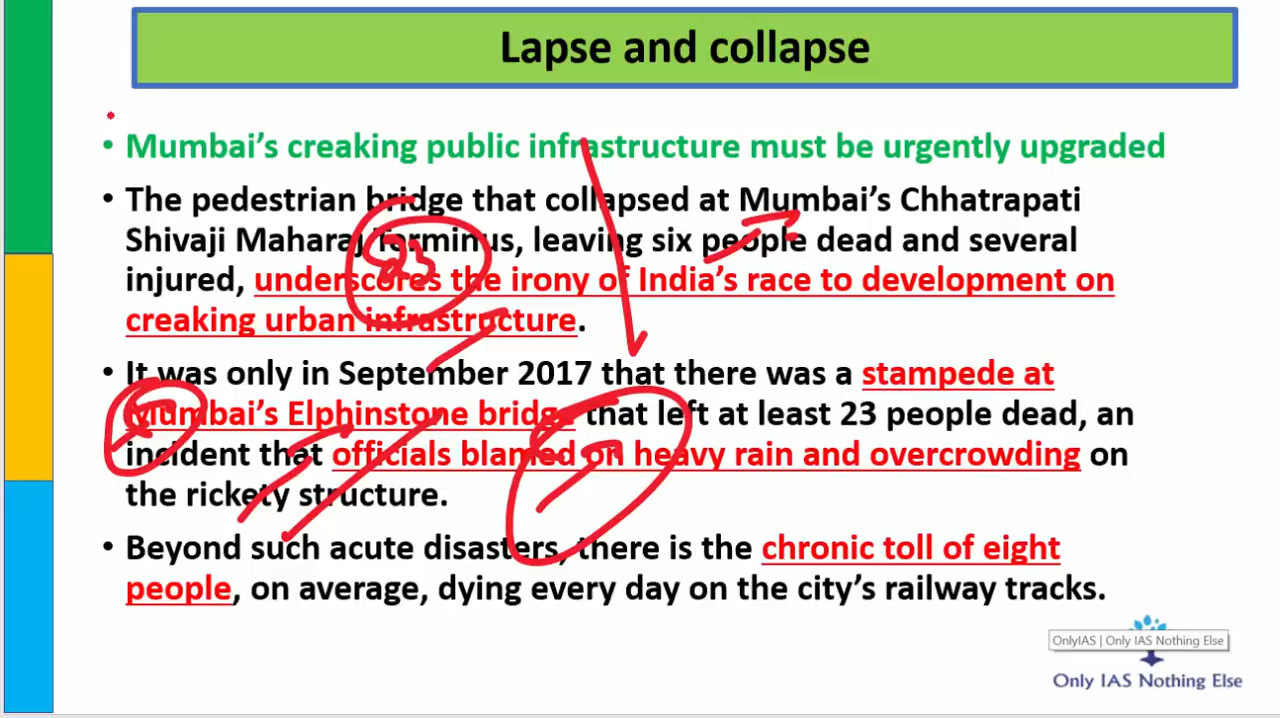 Lapse and collapse
• Mumbai's creaking public infrastructure must be urgently upgraded
• The pedestrian bridge that collapsed at Mumbai's Chhatrapati
Shivaji Maharaj Terminus, leaving six people dead and several
injured, underscores the irony of India's race to development on
creaking urban infrastructure.
• It was only in September 2017 that there was a stampede at
Mumbai's Elphinstone bridge that left at least 23 people dead, an
incident that officials blamed on heavy rain and overcrowding on
the rickety structure.
• Beyond such acute disasters, there is the chronic toll of eight
people, on average, dying every day on the city's railway tracks.
OnlyIAS | Only IAS Nothing Else
Only IAS Nothing Else